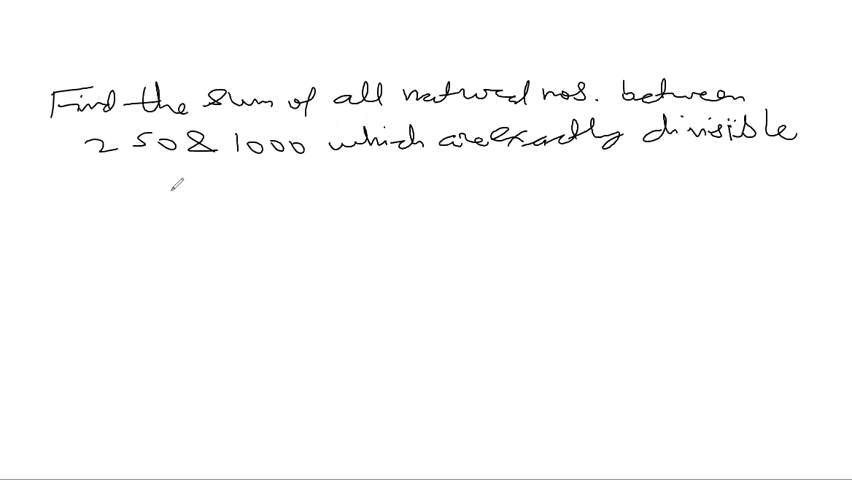 Find the sum of all natural nos. between
250 & 1000 which are exactly divisible